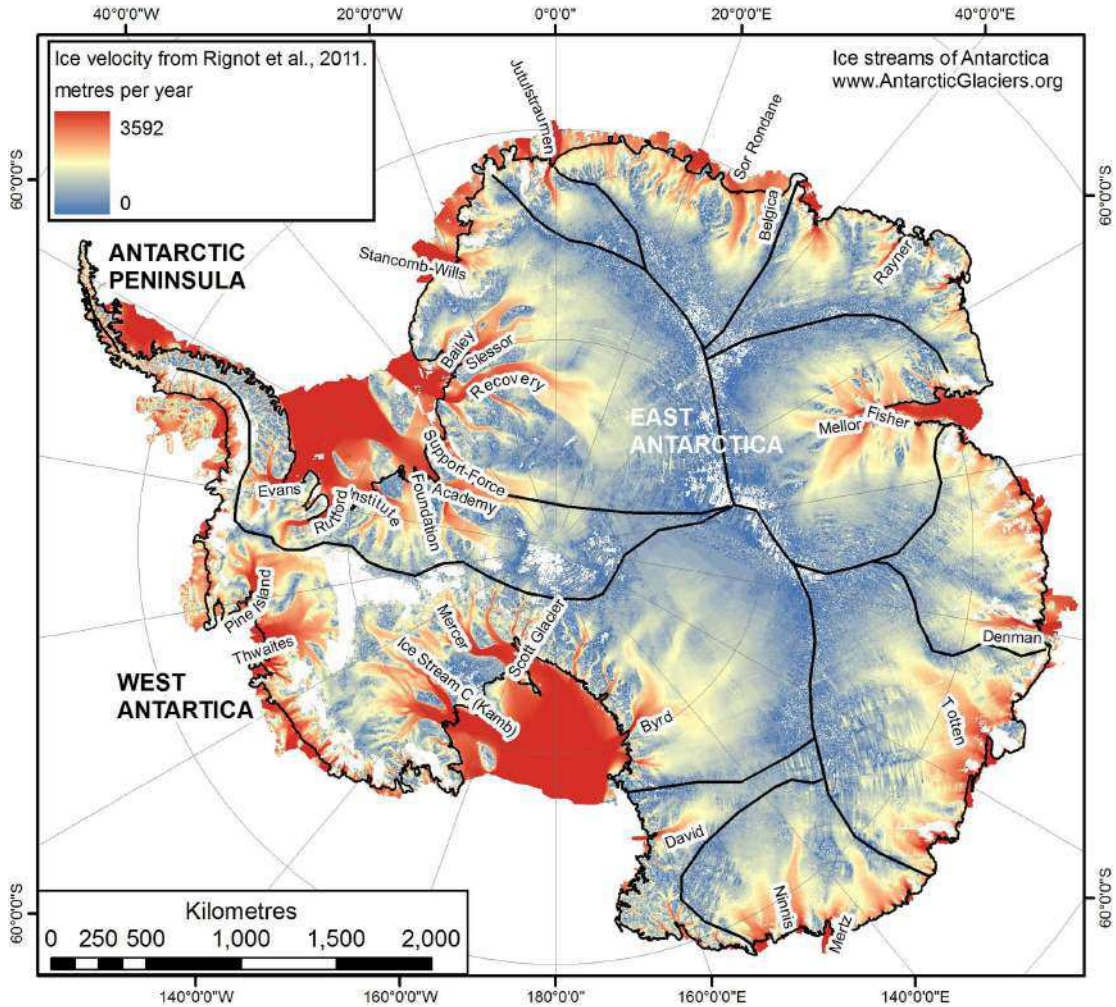 40°0'0"W
20°0'0"W
0°0'0"E
20°0'0"E
40°0'0"E
Ice velocity from Rignot et al., 2011.
metres per year
3592
0
Ice streams of Antarctica
www.AntarcticGlaciers.org
60°0'0"S
60°0'0"S
Jutulstraumen
Sor Rondane
Belgica
Rayner
Stancomb-Wills
ANTARCTIC
PENINSULA
Bailey
Slessor
Recovery
EAST
ANTARCTICA
Mellor
Fisher
Support-Force
Academy
Foundation
Institute
Rutford
Evans
Pine Island
Thwaites
Mercer
Scott Glacier
Ice Stream C (Kamb)
WEST
ANTARTICA
Byrd
Denman
Totten
David
Ninnis
Mertz
60°0'0"S
60°0'0"S
Kilometres
0 250 500 1,000 1,500 2,000
140°0'0"W
160°0'0"W
180°0'0"
160°0'0"E
140°0'0"E